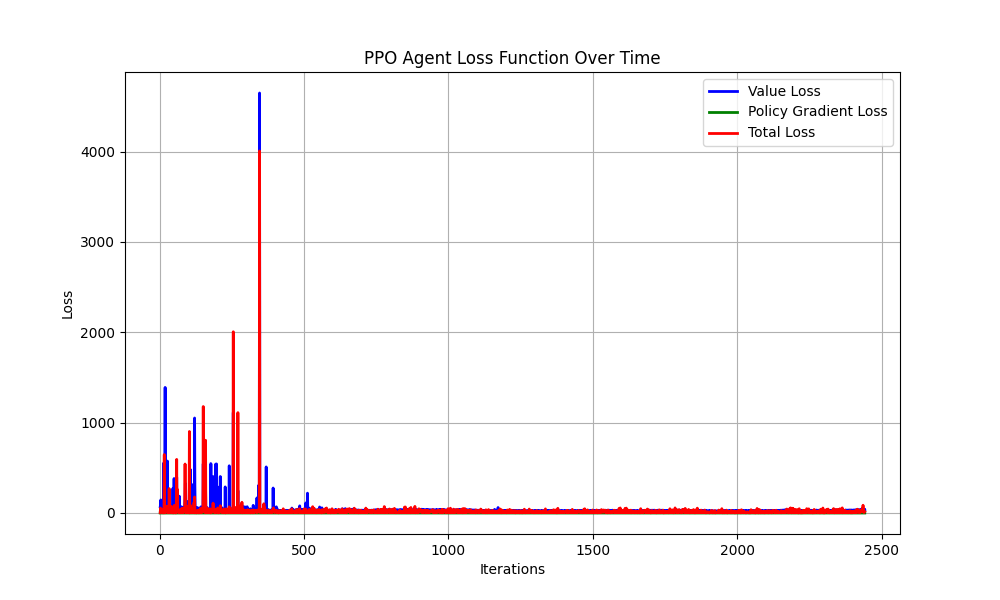 PPO Agent Loss Function Over Time
Value Loss
Policy Gradient Loss
Total Loss
4000
3000
2000
1000
0
Loss
0
500
1000
1500
2000
2500
Iterations